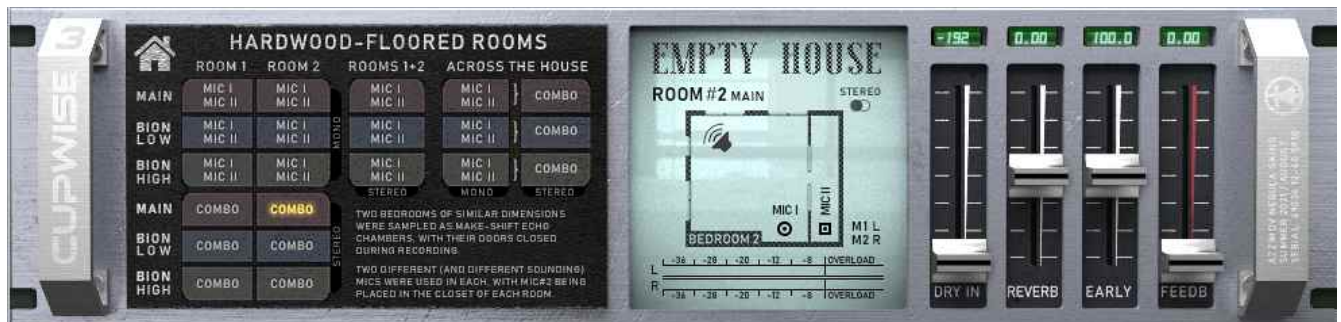 3
CUPWISE
HARDWOOD-FLOORED ROOMS
ROOM 1 ROOM 2 ROOMS 1+2 ACROSS THE HOUSE
MAIN
MIC I MIC I MIC I MIC I COMBO
MIC II MIC II MIC II MIC II
BION LOW
MIC I MIC I MIC I MIC I COMBO
MIC II MIC II MIC II MIC II
BION HIGH
MIC I MIC I MIC I MIC I COMBO
MIC II MIC II MIC II MIC II
MONO
STEREO MONO STEREO
MAIN COMBO COMBO
BION LOW COMBO COMBO
BION HIGH COMBO COMBO
STEREO
TWO BEDROOMS OF SIMILAR DIMENSIONS
WERE SAMPLED AS MAKE-SHIFT ECHO
CHAMBERS, WITH THEIR DOORS CLOSED
DURING RECORDING.
TWO DIFFERENT (AND DIFFERENT SOUNDING)
MICS WERE USED IN EACH, WITH MIC#2 BEING
PLACED IN THE CLOSET OF EACH ROOM.
EMPTY HOUSE
ROOM #2 MAIN
STEREO
MIC I
MIC II
BEDROOM 2
M1 L
M2 R
-36 -28 -20 -12 -8 OVERLOAD
L
R
-36 -28 -20 -12 -8 OVERLOAD
-192 0.00 100.0 0.00
DRY IN REVERB EARLY FEEDB